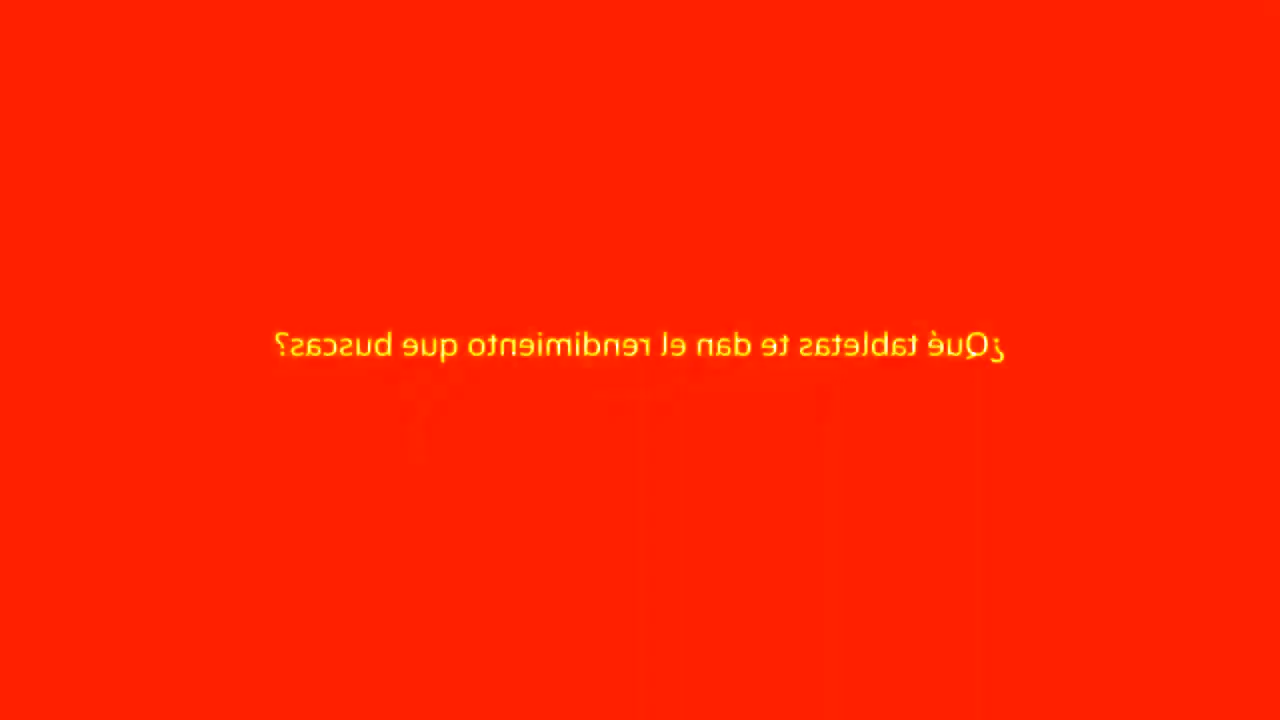 ¿Qué tabletas te dan el rendimiento que buscas?